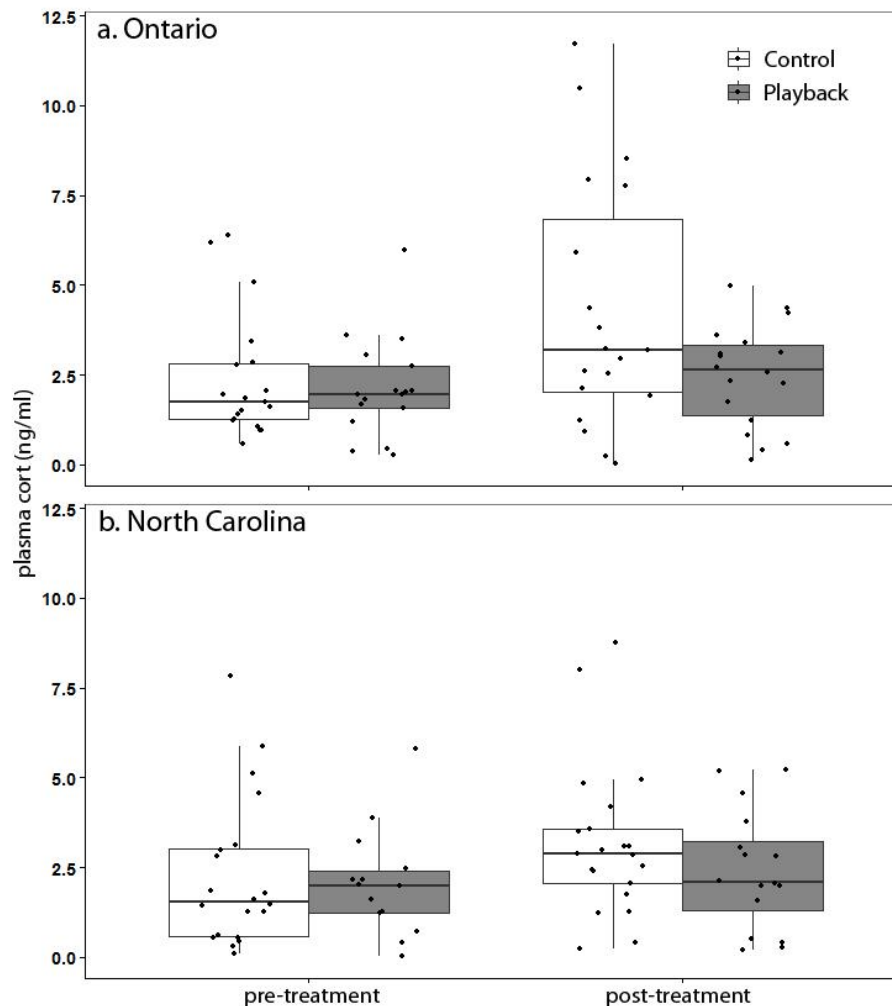 a. Ontario
Control
Playback
12.5
10.0
7.5
5.0
2.5
0.0
plasma cort (ng/ml)
b. North Carolina
12.5
10.0
7.5
5.0
2.5
0.0
pre-treatment
post-treatment